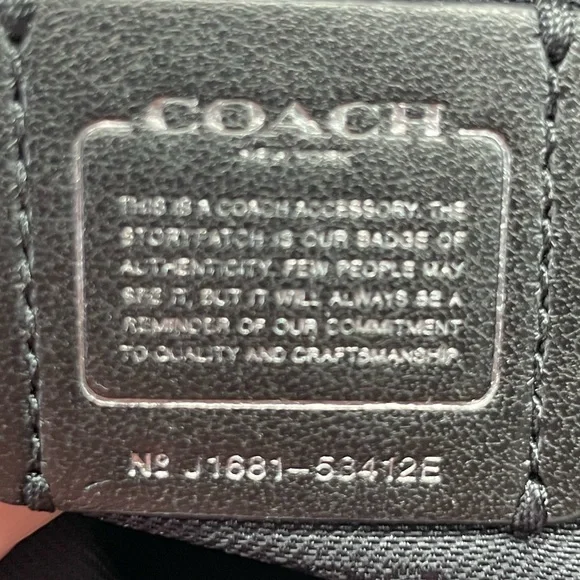 COACH
NEW YORK
THIS IS A COACH ACCESSORY. THE
STORYPATCH IS OUR BADGE OF
AUTHENTICITY. FEW PEOPLE MAY
SEE IT, BUT IT WILL ALWAYS BE A
REMINDER OF OUR COMMITMENT
TO QUALITY AND CRAFTSMANSHIP
Nº J1681-53412E